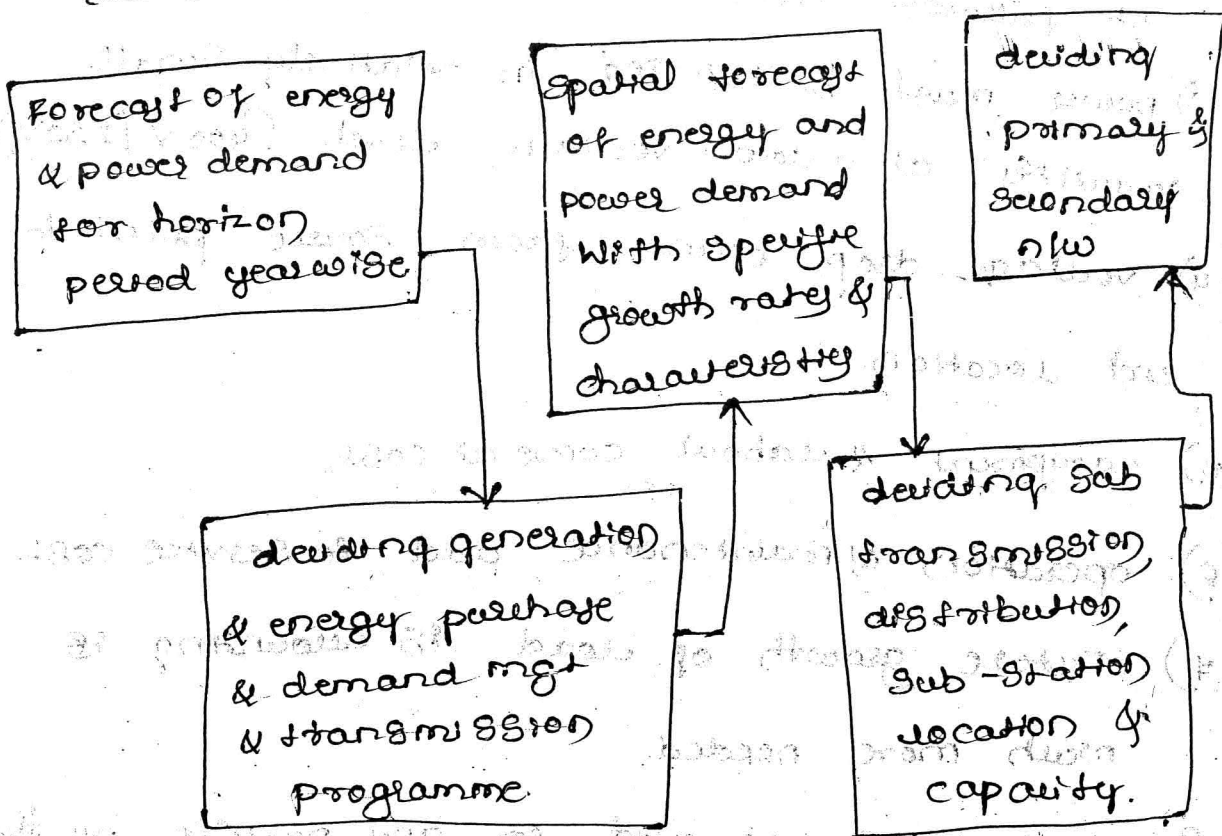 Forecast of energy
& power demand
for horizon
period yearwise
deciding generation
& energy purchase
& demand mgt
& transmission
programme.
Spatial forecast
of energy and
power demand
With specific
growth rates &
characteristics
deciding sub
transmission,
distribution,
sub-station,
location &
capacity.
deciding
primary &
secondary
n/w